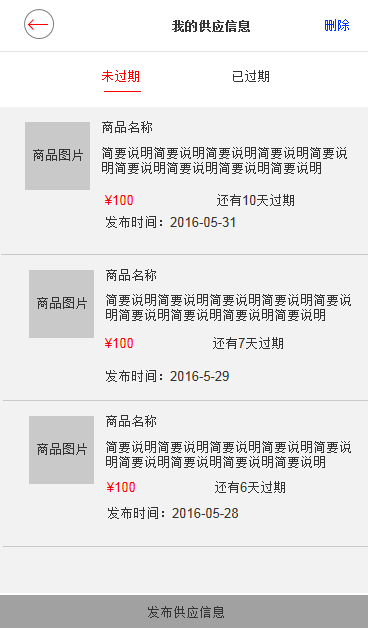 我的供应信息
删除
未过期
已过期
商品图片
商品名称
简要说明简要说明简要说明简要说明简要说
明简要说明简要说明简要说明简要说明
¥100
还有10天过期
发布时间：2016-05-31
商品图片
商品名称
简要说明简要说明简要说明简要说明简要说
明简要说明简要说明简要说明简要说明
¥100
还有7天过期
发布时间：2016-5-29
商品图片
商品名称
简要说明简要说明简要说明简要说明简要说
明简要说明简要说明简要说明简要说明
¥100
还有6天过期
发布时间：2016-05-28
发布供应信息